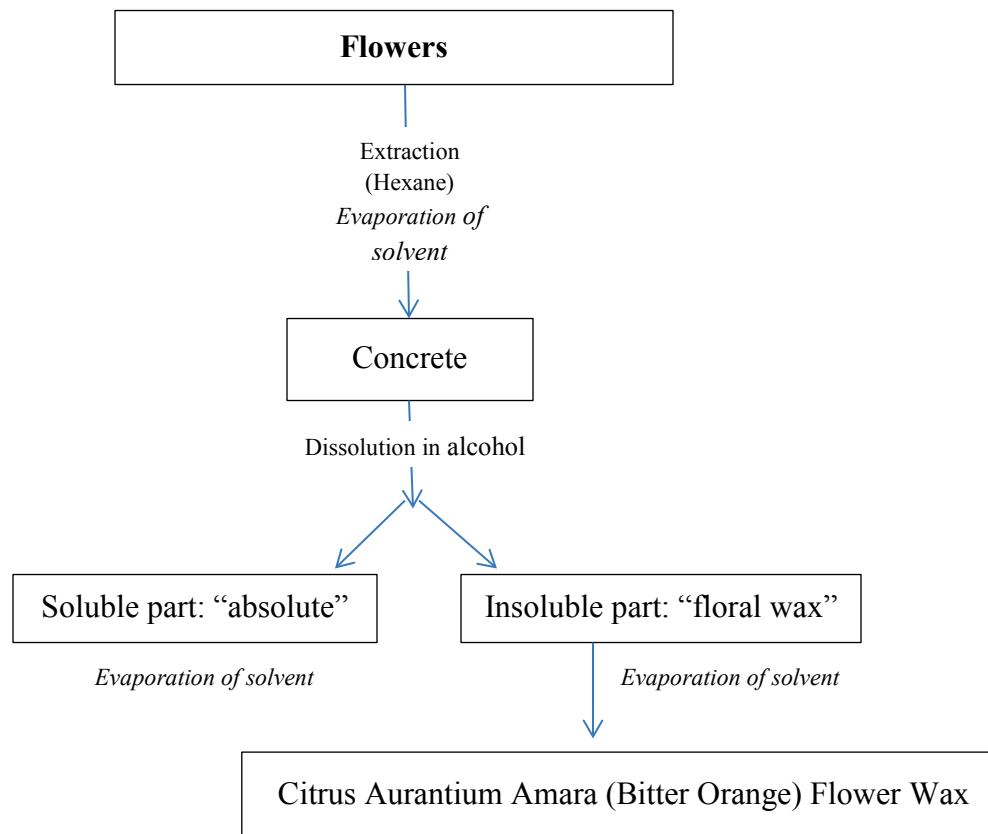 Flowers
Extraction
(Hexane)
Evaporation of
solvent
Concrete
Dissolution in alcohol
Soluble part: “absolute”
Insoluble part: “floral wax”
Evaporation of solvent
Evaporation of solvent
Citrus Aurantium Amara (Bitter Orange) Flower Wax